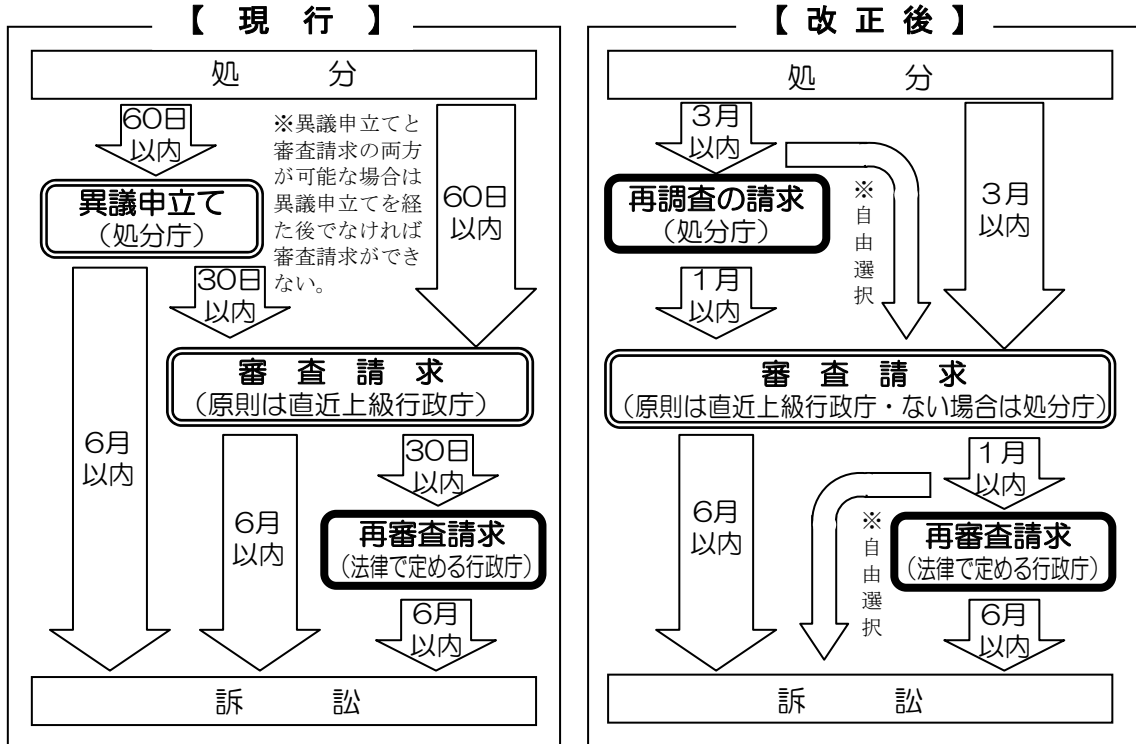 【 現 行 】
処 分
60日
以内
※異議申立てと
審査請求の両方
が可能な場合は
異議申立てを経
た後でなければ
審査請求ができ
ない。
60日
以内
異議申立て
(処分庁)
30日
以内
審 査 請 求
(原則は直近上級行政庁)
6月
以内
6月
以内
30日
以内
再審査請求
(法律で定める行政庁)
6月
以内
訴 訟
【 改 正 後 】
処 分
3月
以内
※自由選択
3月
以内
再調査の請求
(処分庁)
1月
以内
審 査 請 求
(原則は直近上級行政庁・ない場合は処分庁)
6月
以内
※自由選択
1月
以内
再審査請求
(法律で定める行政庁)
6月
以内
訴 訟